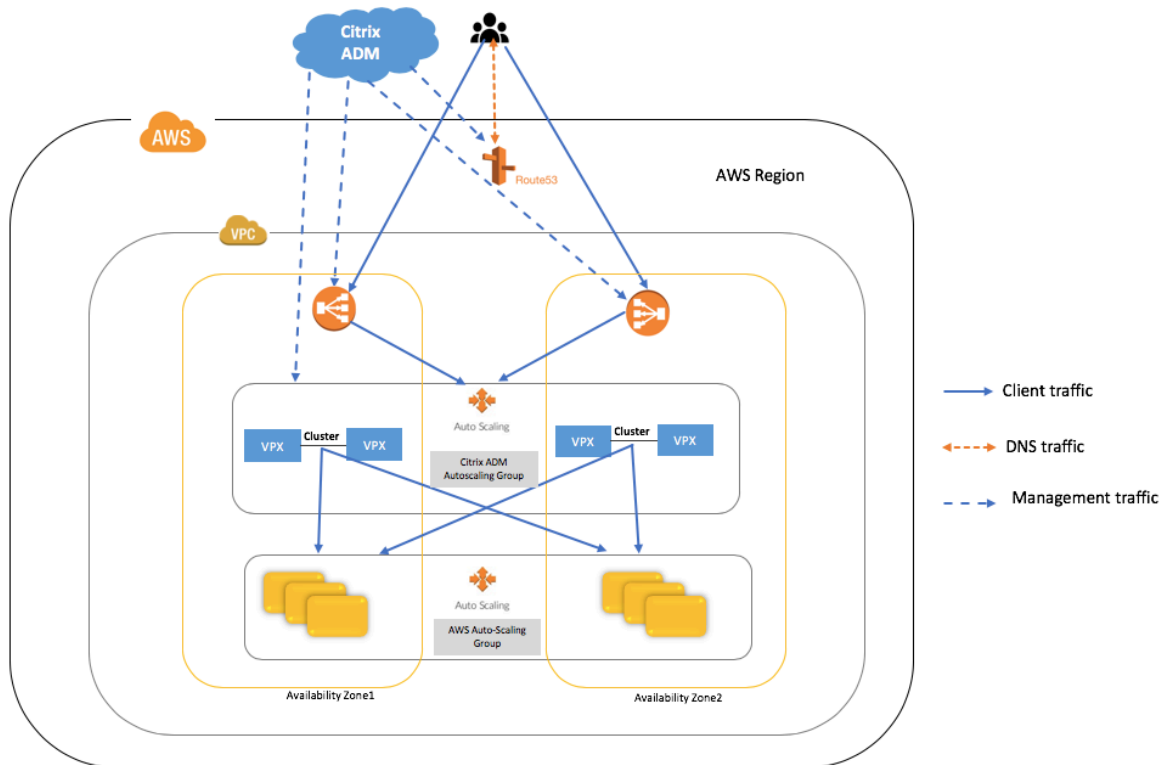 Citrix
ADM
AWS
Route53
AWS Region
VPC
Auto Scaling
VPX
Cluster
VPX
VPX
Cluster
VPX
Citrix ADM
Autoscaling Group
Auto Scaling
AWS Auto-Scaling
Group
Availability Zone1
Availability Zone2
Client traffic
DNS traffic
Management traffic